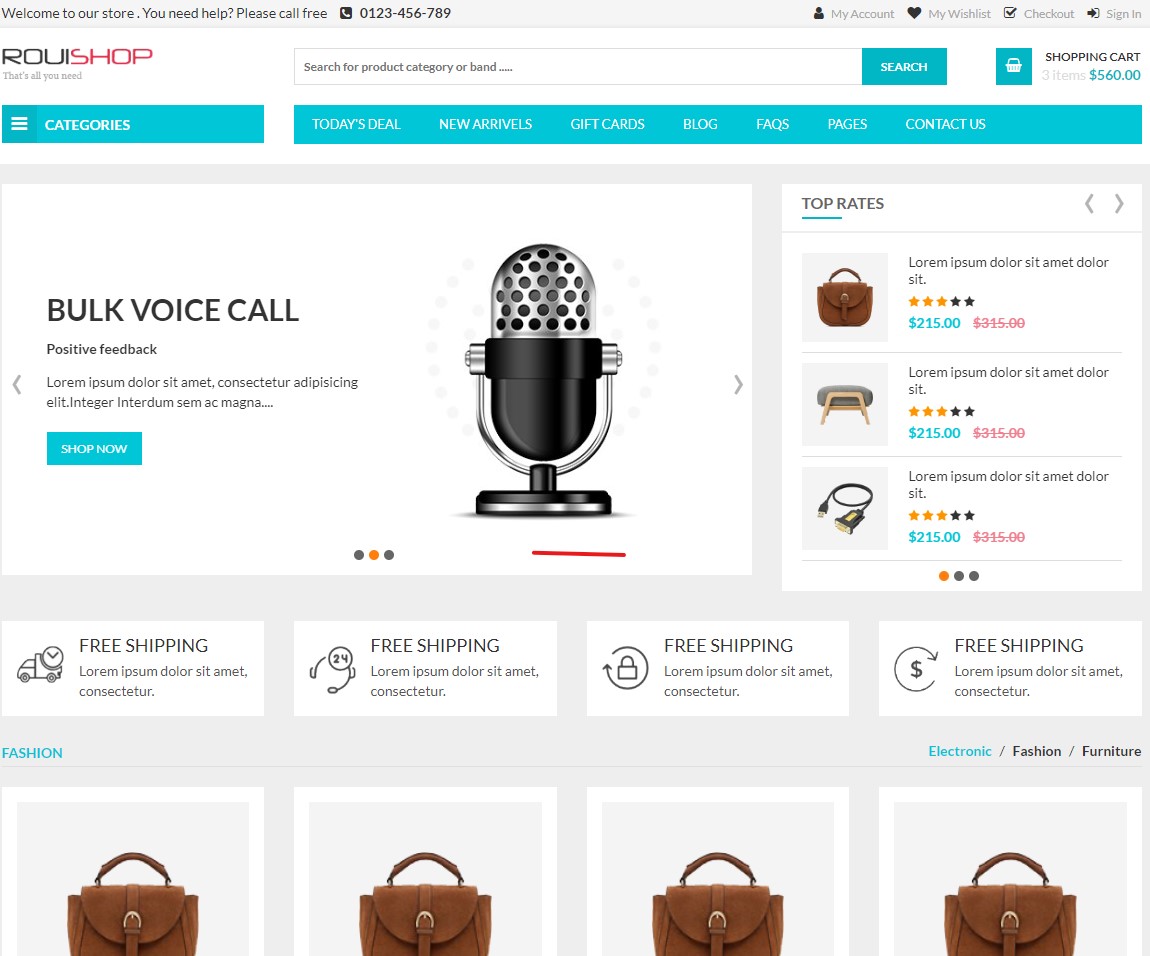 Welcome to our store . You need help? Please call free 0123-456-789
My Account My Wishlist Checkout Sign In
ROUISHOP
That's all you need
Search for product category or band .....
SEARCH
SHOPPING CART
3 items $560.00
CATEGORIES
TODAY'S DEAL NEW ARRIVELS GIFT CARDS BLOG FAQS PAGES CONTACT US
BULK VOICE CALL
Positive feedback
Lorem ipsum dolor sit amet, consectetur adipisicing
elit.Integer Interdum sem ac magna....
SHOP NOW
TOP RATES
Lorem ipsum dolor sit amet dolor
sit.
$215.00 $315.00
Lorem ipsum dolor sit amet dolor
sit.
$215.00 $315.00
Lorem ipsum dolor sit amet dolor
sit.
$215.00 $315.00
FREE SHIPPING
Lorem ipsum dolor sit amet,
consectetur.
24
FREE SHIPPING
Lorem ipsum dolor sit amet,
consectetur.
FREE SHIPPING
Lorem ipsum dolor sit amet,
consectetur.
$
FREE SHIPPING
Lorem ipsum dolor sit amet,
consectetur.
FASHION
Electronic / Fashion / Furniture